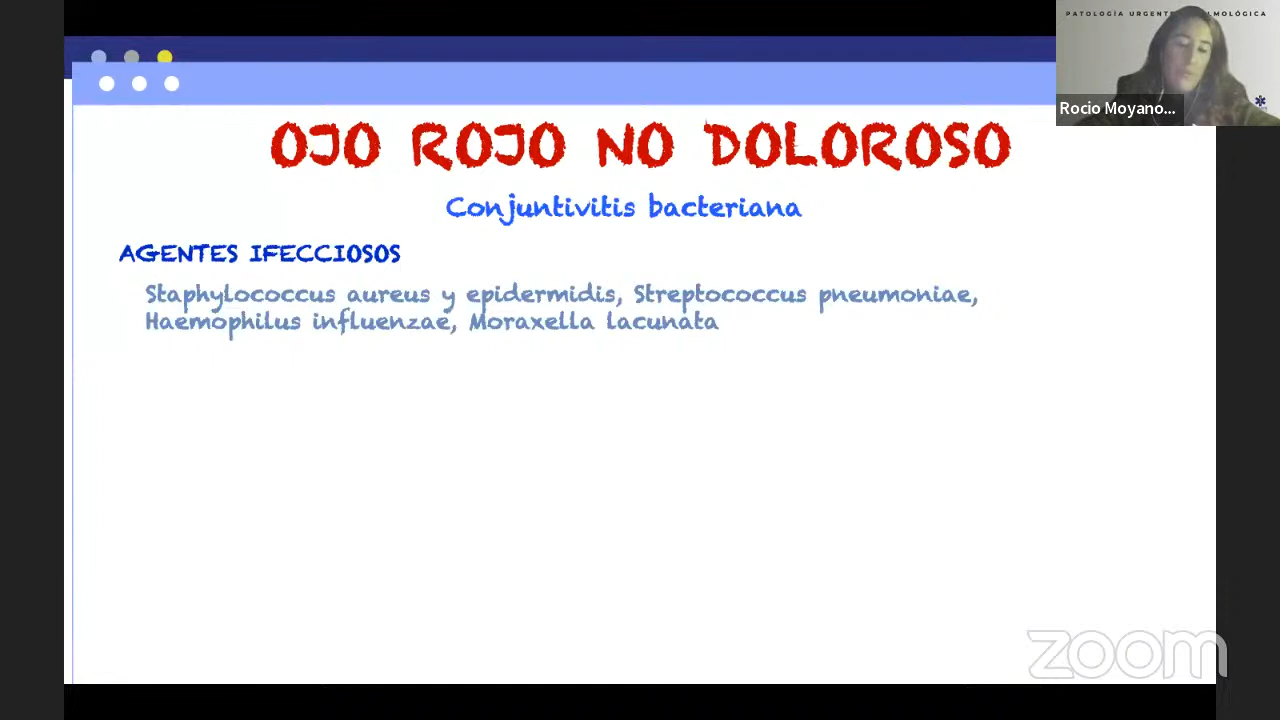 PATOLOGÍA URGENTE
LMOLÓGICA
Rocio Moyano...
OJO ROJO NO DOLOROSO
Conjuntivitis bacteriana
AGENTES IFECCIOSOS
Staphylococcus aureus y epidermidis, Streptococcus pneumoniae,
Haemophilus influenzae, Moraxella lacunata
zoom